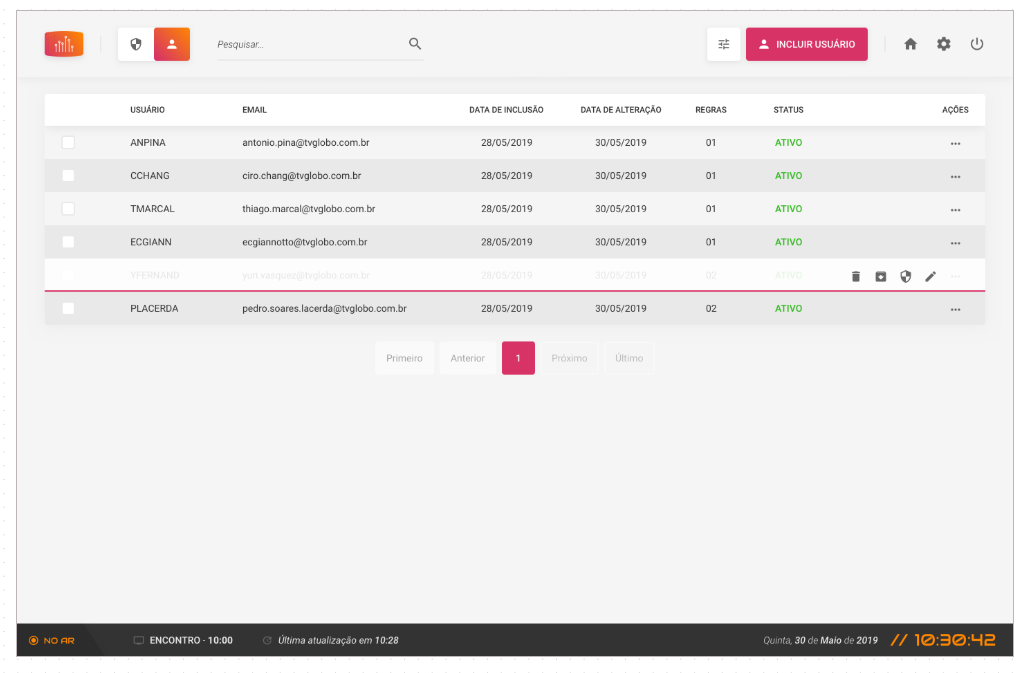 Pesquisar... INCLUIR USUÁRIO
USUÁRIO EMAIL DATA DE INCLUSÃO DATA DE ALTERAÇÃO REGRAS STATUS AÇÕES
ANPINA antonio.pina@tvglobo.com.br 28/05/2019 30/05/2019 01 ATIVO
CCHANG ciro.chang@tvglobo.com.br 28/05/2019 30/05/2019 01 ATIVO
TMARCAL thiago.marcal@tvglobo.com.br 28/05/2019 30/05/2019 01 ATIVO
ECGIANN ecgiannotto@tvglobo.com.br 28/05/2019 30/05/2019 01 ATIVO
YFERNAND yuri.vasquez@tvglobo.com.br 28/05/2019 30/05/2019 02 ATIVO
PLACERDA pedro.soares.lacerda@tvglobo.com.br 28/05/2019 30/05/2019 02 ATIVO
Primeiro Anterior 1 Próximo Último
NO AR ENCONTRO - 10:00 Última atualização em 10:28 Quinta, 30 de Maio de 2019 // 10:30:42